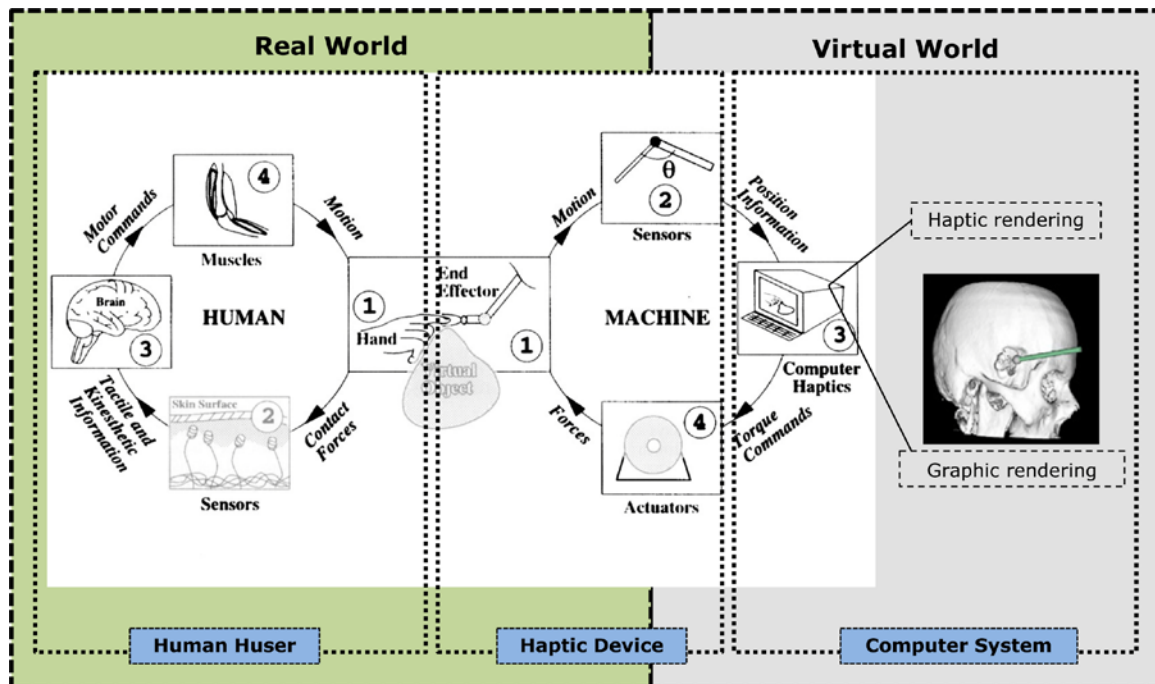 Real World
Virtual World
4
Muscles
Motor
Commands
Motion
Brain
3
HUMAN
1
Hand
Tactile and
Kinesthetic
Information
Skin Surface
2
Sensors
Contact
Forces
End
Effector
1
Virtual
Object
Motion
θ
2
Sensors
Position
Information
MACHINE
3
Computer
Haptics
Forces
4
Actuators
Torque
Commands
Haptic rendering
Graphic rendering
Human Huser
Haptic Device
Computer System